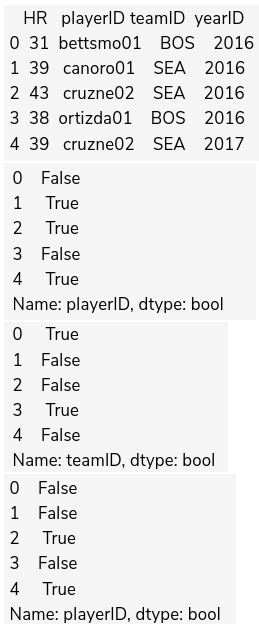 HR playerID teamID yearID
0 31 bettsmo01 BOS 2016
1 39 canoro01 SEA 2016
2 43 cruzne02 SEA 2016
3 38 ortizda01 BOS 2016
4 39 cruzne02 SEA 2017
0 False
1 True
2 True
3 False
4 True
Name: playerID, dtype: bool
0 True
1 False
2 False
3 True
4 False
Name: teamID, dtype: bool
0 False
1 False
2 True
3 False
4 True
Name: playerID, dtype: bool